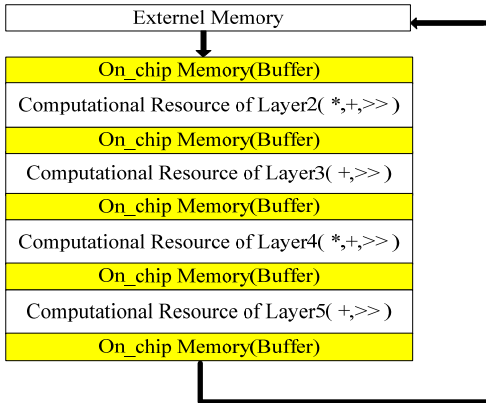 Externel Memory
On_chip Memory(Buffer)
Computational Resource of Layer2( *,+,>> )
On_chip Memory(Buffer)
Computational Resource of Layer3( +,>> )
On_chip Memory(Buffer)
Computational Resource of Layer4( *,+,>> )
On_chip Memory(Buffer)
Computational Resource of Layer5( +,>> )
On_chip Memory(Buffer)